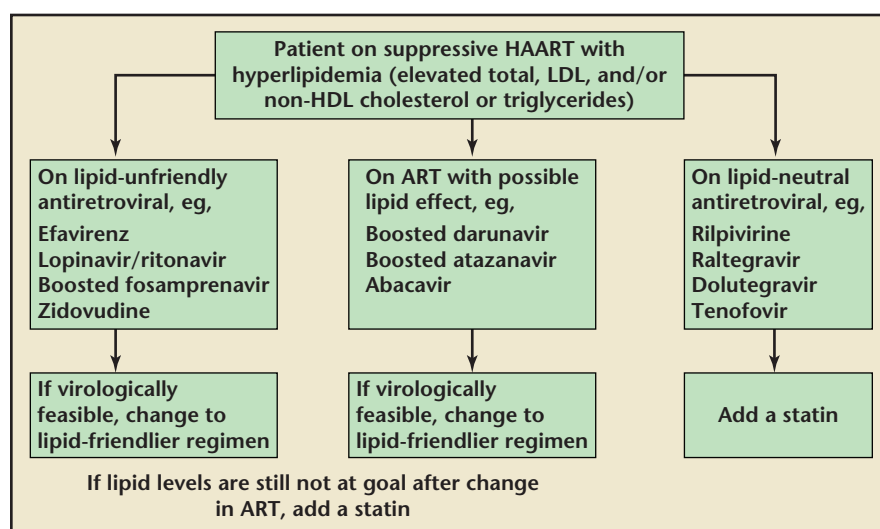 Patient on suppressive HAART with
hyperlipidemia (elevated total, LDL, and/or
non-HDL cholesterol or triglycerides)
On lipid-unfriendly
antiretroviral, eg,
Efavirenz
Lopinavir/ritonavir
Boosted fosamprenavir
Zidovudine
On ART with possible
lipid effect, eg,
Boosted darunavir
Boosted atazanavir
Abacavir
On lipid-neutral
antiretroviral, eg,
Rilpivirine
Raltegravir
Dolutegravir
Tenofovir
If virologically
feasible, change to
lipid-friendlier regimen
If virologically
feasible, change to
lipid-friendlier regimen
Add a statin
If lipid levels are still not at goal after change
in ART, add a statin